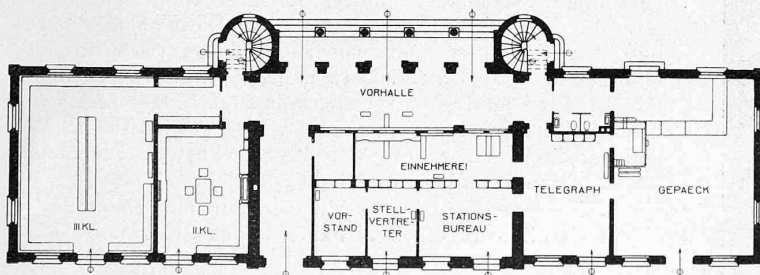 VORHALLE
EINNEHMEREI
TELEGRAPH
GEPAECK
III.KL.
II.KL.
VOR-
STAND
STELL-
VERTRE-
TER
STATIONS-
BUREAU